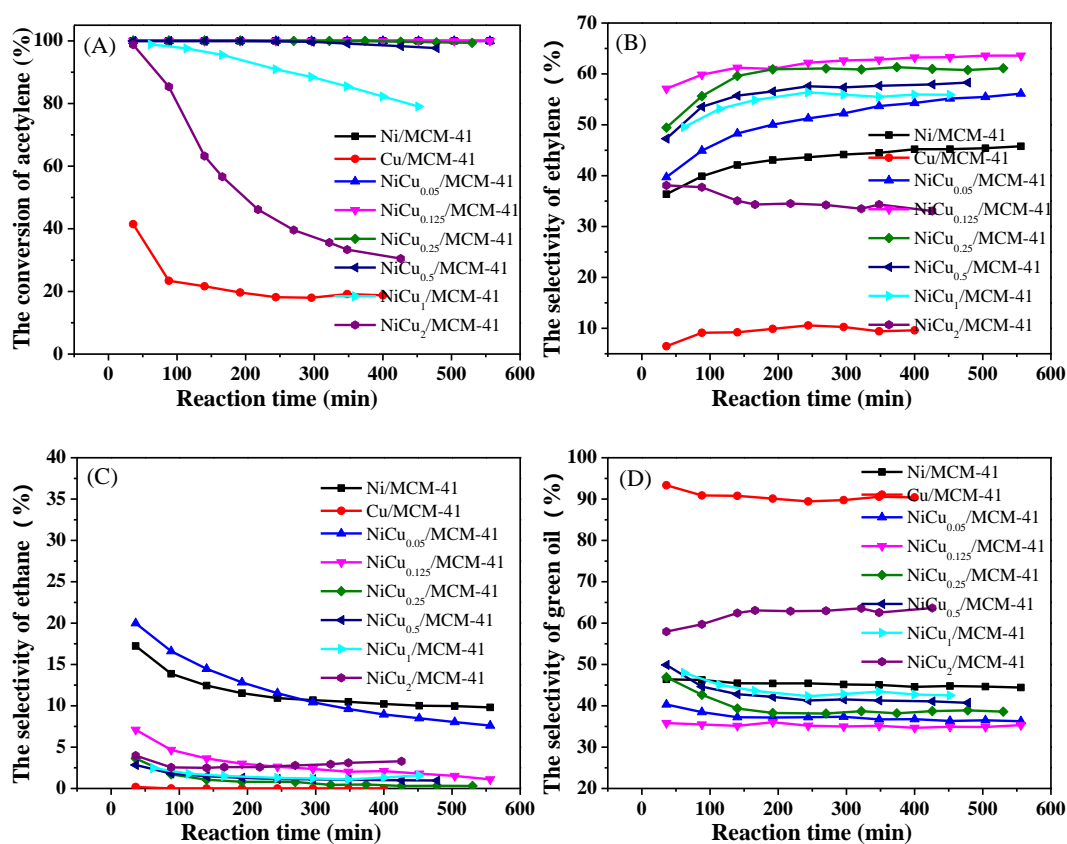 (A)
The conversion of acetylene (%)
100
80
60
40
20
0
Ni/MCM-41
Cu/MCM-41
NiCu0.05/MCM-41
NiCu0.125/MCM-41
NiCu0.25/MCM-41
NiCu0.5/MCM-41
NiCu1/MCM-41
NiCu2/MCM-41
0 100 200 300 400 500 600
Reaction time (min)
(B)
The selectivity of ethylene (%)
70
60
50
40
30
20
10
Ni/MCM-41
Cu/MCM-41
NiCu0.05/MCM-41
NiCu0.125/MCM-41
NiCu0.25/MCM-41
NiCu0.5/MCM-41
NiCu1/MCM-41
NiCu2/MCM-41
0 100 200 300 400 500 600
Reaction time (min)
(C)
The selectivity of ethane (%)
40
35
30
25
20
15
10
5
0
Ni/MCM-41
Cu/MCM-41
NiCu0.05/MCM-41
NiCu0.125/MCM-41
NiCu0.25/MCM-41
NiCu0.5/MCM-41
NiCu1/MCM-41
NiCu2/MCM-41
0 100 200 300 400 500 600
Reaction time (min)
(D)
The selectivity of green oil (%)
100
90
80
70
60
50
40
30
20
Ni/MCM-41
Cu/MCM-41
NiCu0.05/MCM-41
NiCu0.125/MCM-41
NiCu0.25/MCM-41
NiCu0.5/MCM-41
NiCu1/MCM-41
NiCu2/MCM-41
0 100 200 300 400 500 600
Reaction time (min)